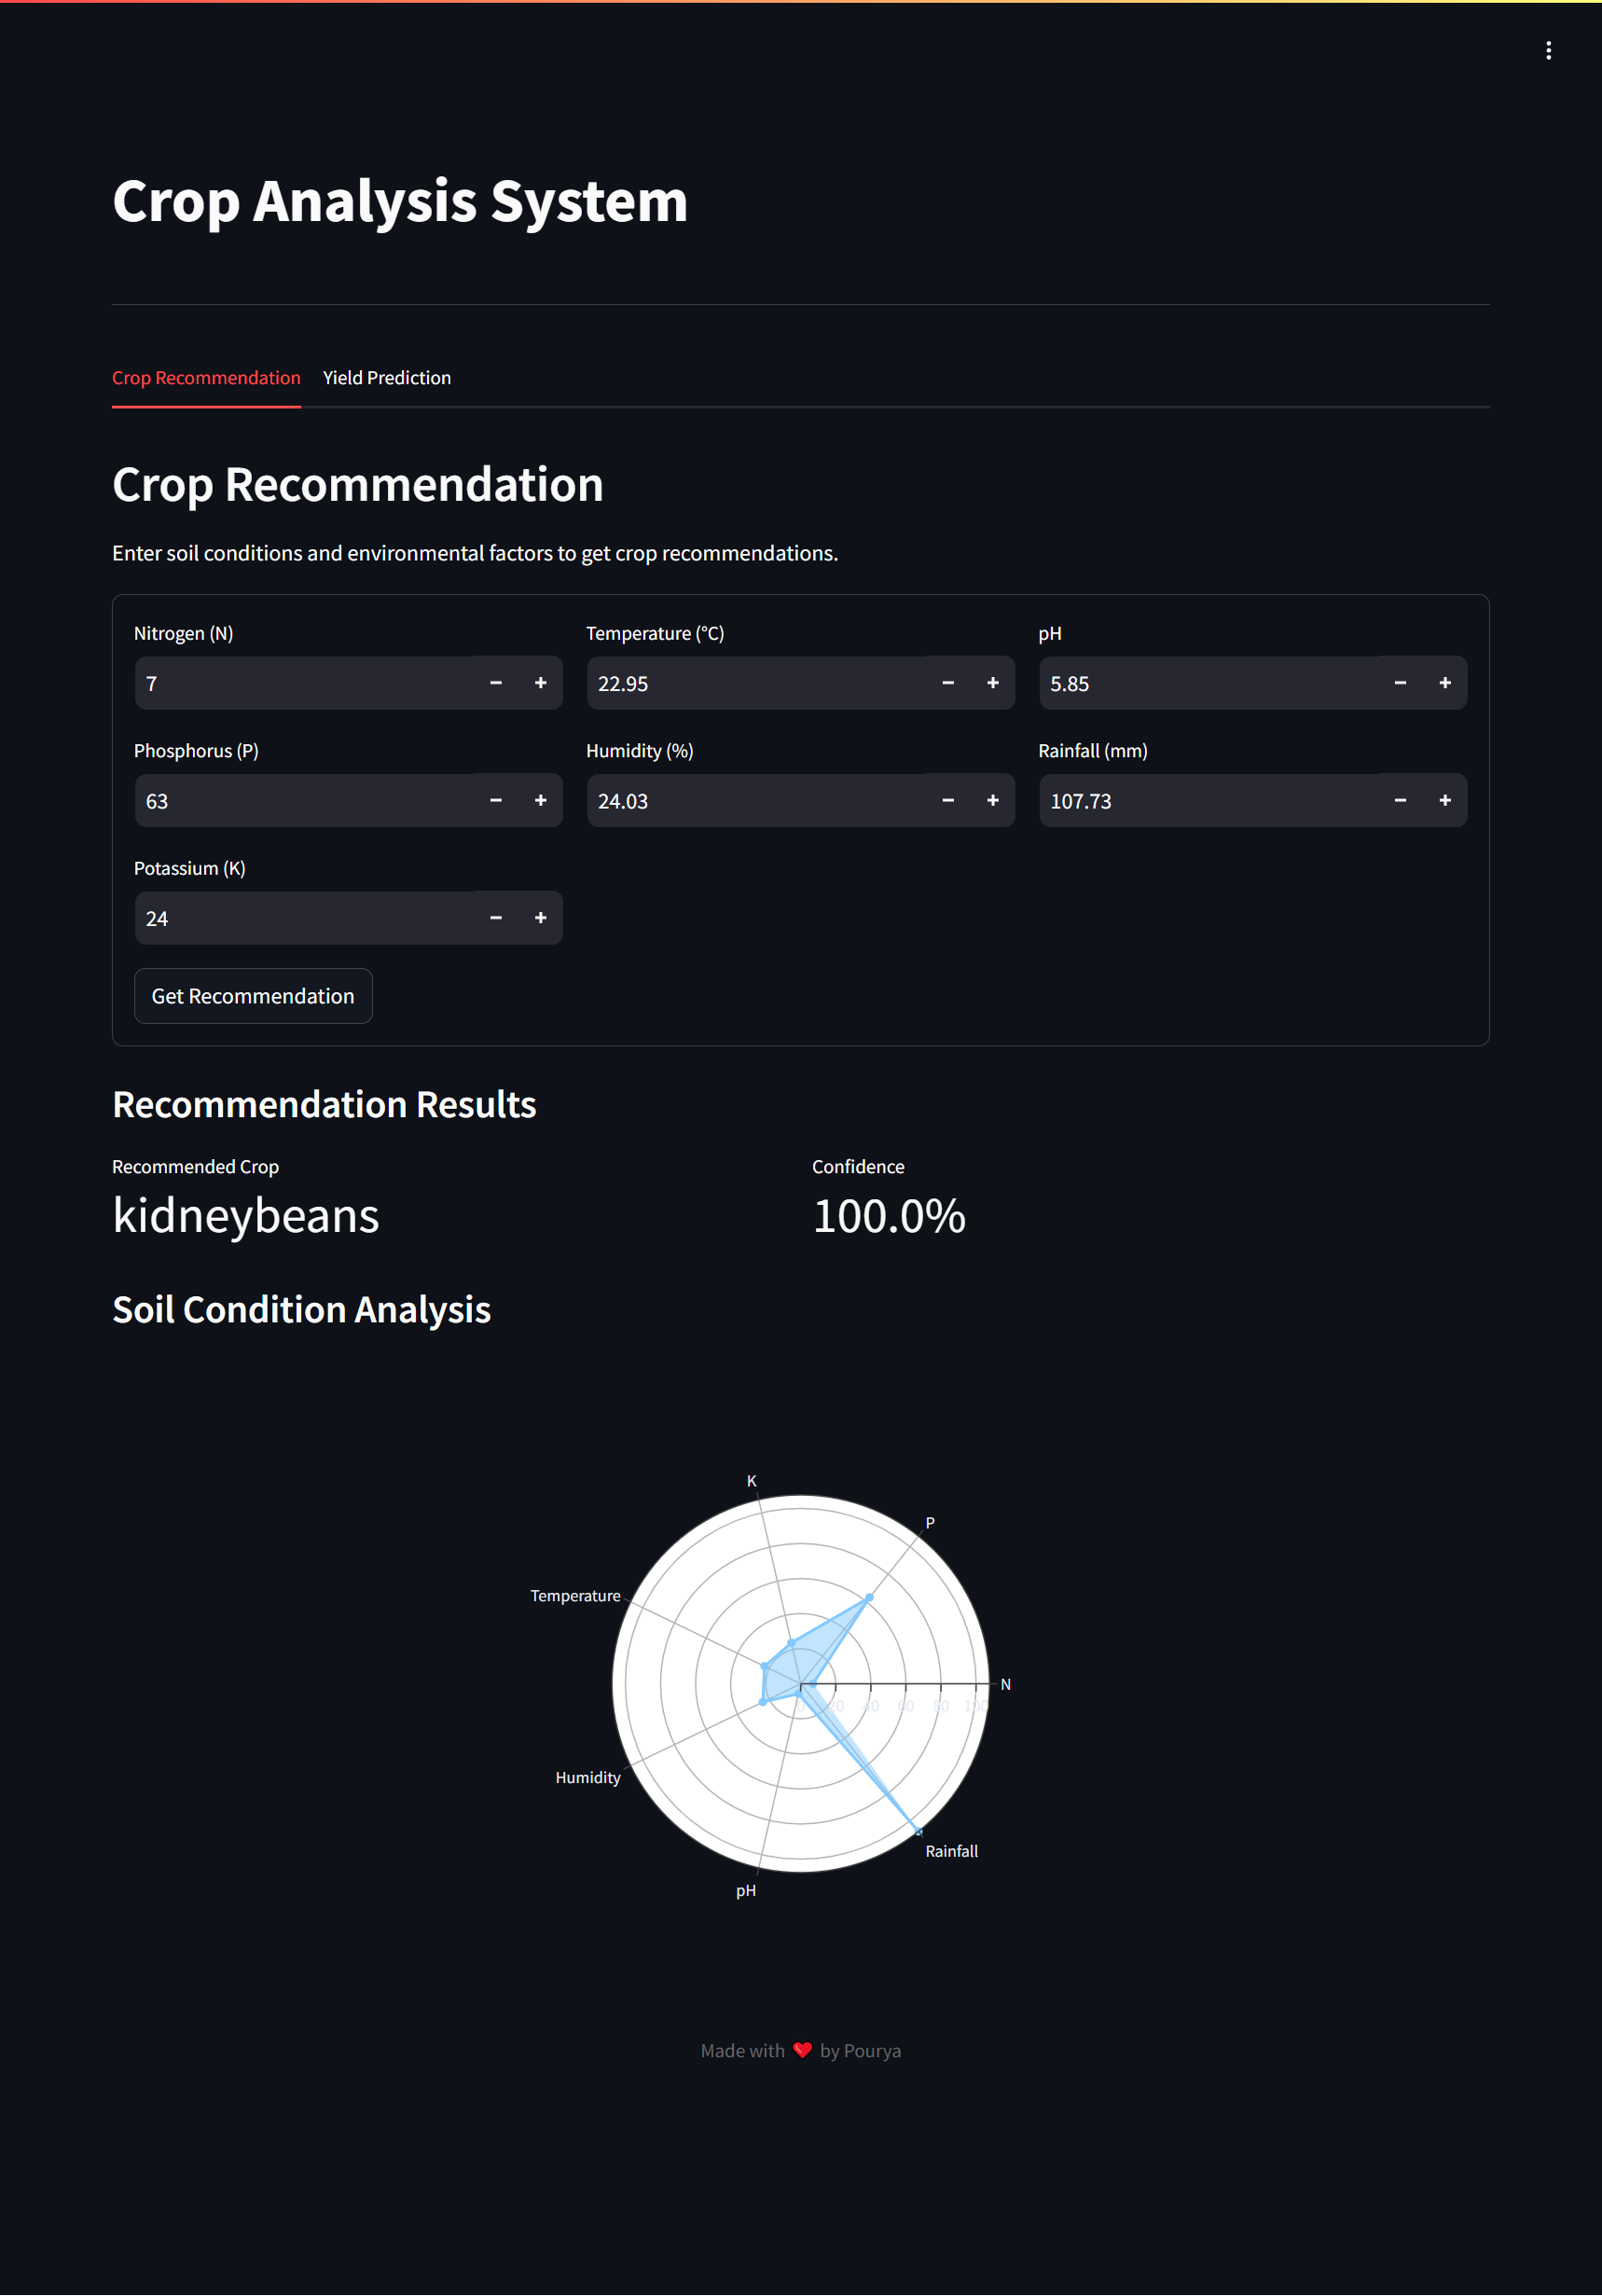 Crop Analysis System
Crop Recommendation Yield Prediction
Crop Recommendation
Enter soil conditions and environmental factors to get crop recommendations.
Nitrogen (N) Temperature (°C) pH
7 22.95 5.85
Phosphorus (P) Humidity (%) Rainfall (mm)
63 24.03 107.73
Potassium (K)
24
Get Recommendation
Recommendation Results
Recommended Crop Confidence
kidneybeans 100.0%
Soil Condition Analysis
K
P
Temperature
N
0 20 40 60 80 100
Humidity
Rainfall
pH
Made with ❤️ by Pourya